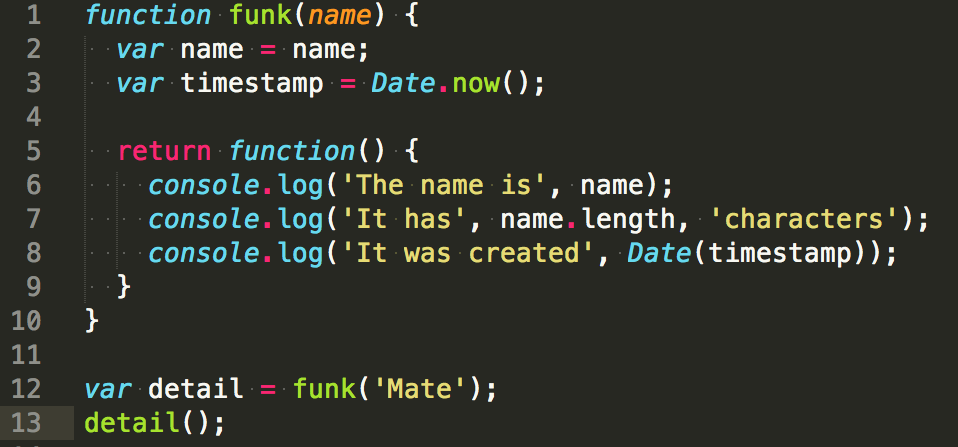 1 function funk(name) {
2   var name = name;
3   var timestamp = Date.now();
4
5   return function() {
6     console.log('The name is', name);
7     console.log('It has', name.length, 'characters');
8     console.log('It was created', Date(timestamp));
9   }
10 }
11
12 var detail = funk('Mate');
13 detail();